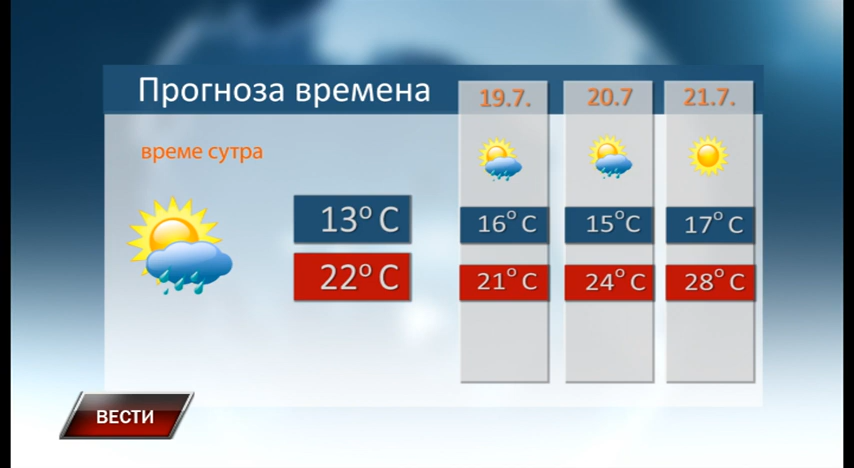 Прогноза времена
време сутра
13° C
22° C
19.7.
16° C
21° C
20.7
15°C
24° C
21.7.
17° C
28° C
ВЕСТИ